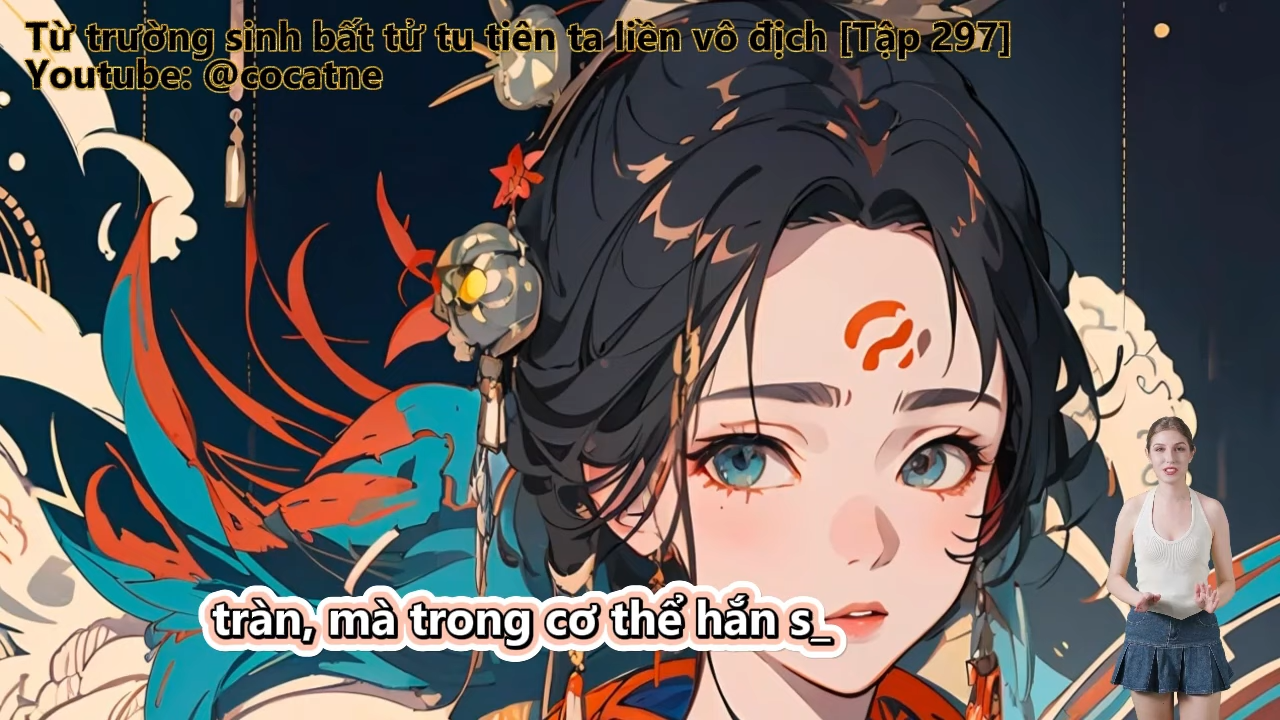 Từ trường sinh bất tử tu tiên ta liền vô địch [Tập 297]
Youtube: @cocatne
tràn, mà trong cơ thể hắn s_